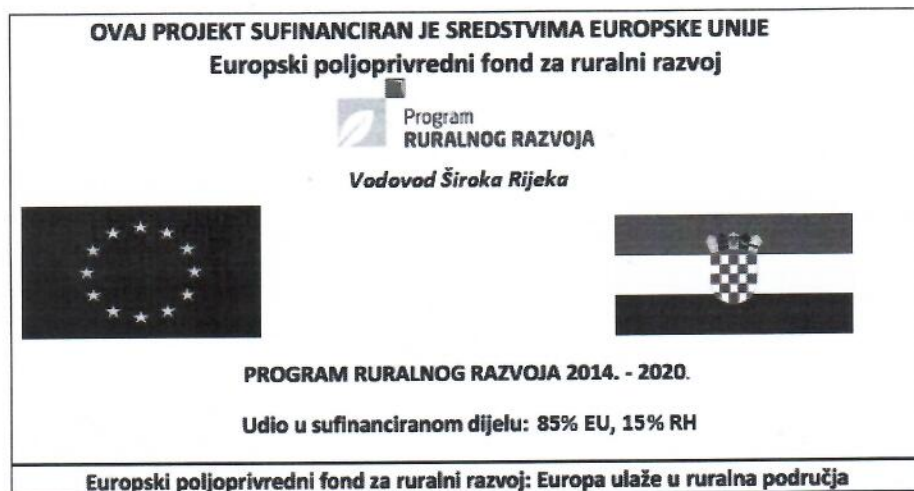 OVAJ PROJEKT SUFINANCIRAN JE SREDSTVIMA EUROPSKE UNIJE
Europski poljoprivredni fond za ruralni razvoj
Program
RURALNOG RAZVOJA
Vodovod Široka Rijeka
PROGRAM RURALNOG RAZVOJA 2014. - 2020.
Udio u sufinanciranom dijelu: 85% EU, 15% RH
Europski poljoprivredni fond za ruralni razvoj: Europa ulaže u ruralna područja